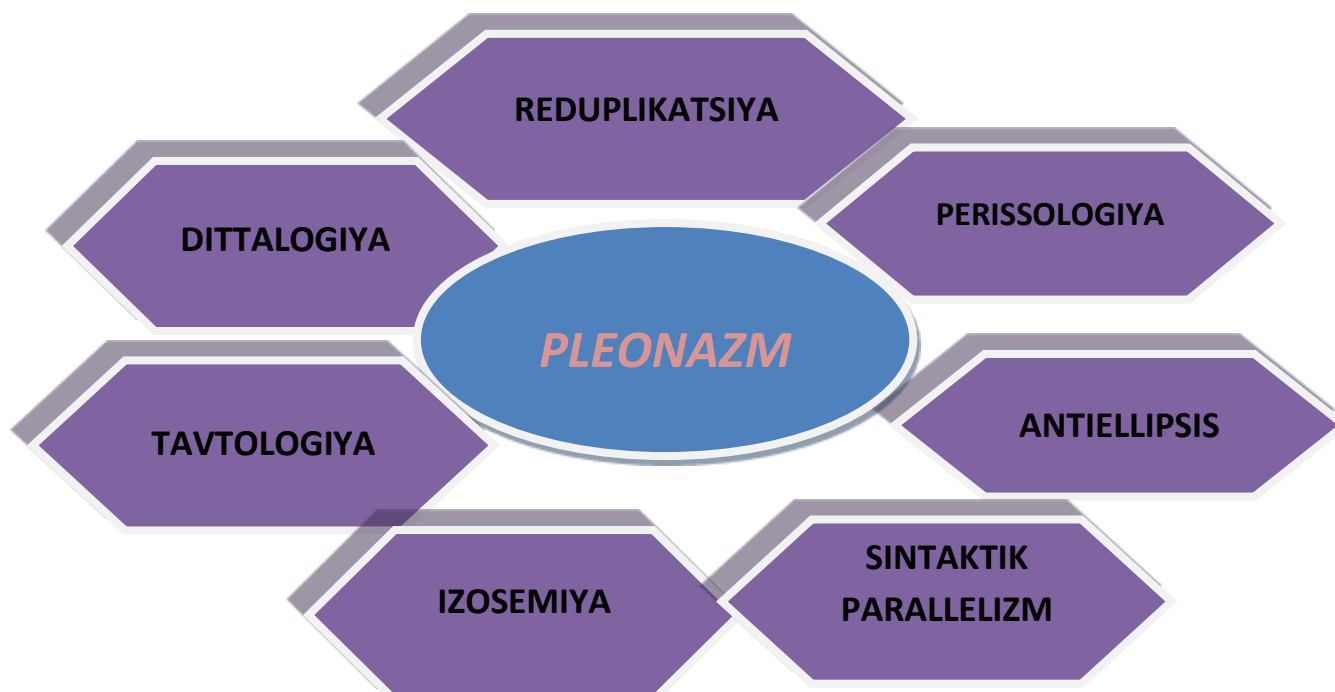 REDUPLIKATSIYA
PERISSOLOGIYA
DITTALOGIYA
PLEONAZM
ANTIELLIPSIS
TAVTOLOGIYA
SINTAKTIK
PARALLELIZM
IZOSEMIYA